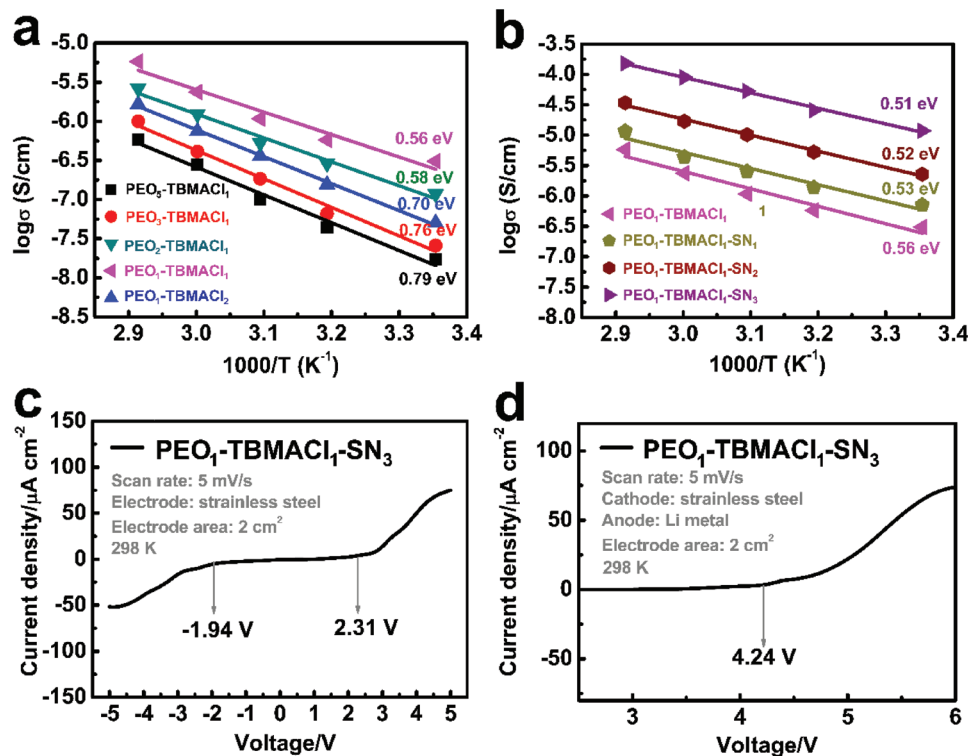 a
-5.0
-5.5
-6.0
-6.5
-7.0
-7.5
-8.0
-8.5
logσ (S/cm)
0.56 eV
0.58 eV
0.70 eV
0.76 eV
0.79 eV
PEO₅-TBMACl₁
PEO₃-TBMACl₁
PEO₂-TBMACl₁
PEO₁-TBMACl₁
PEO₁-TBMACl₂
2.9 3.0 3.1 3.2 3.3 3.4
1000/T (K⁻¹)
b
-3.5
-4.0
-4.5
-5.0
-5.5
-6.0
-6.5
-7.0
-7.5
-8.0
logσ (S/cm)
0.51 eV
0.52 eV
0.53 eV
0.56 eV
PEO₁-TBMACl₁
1
PEO₁-TBMACl₁-SN₁
PEO₁-TBMACl₁-SN₂
PEO₁-TBMACl₁-SN₃
2.9 3.0 3.1 3.2 3.3 3.4
1000/T (K⁻¹)
c
150
100
50
0
-50
-100
-150
Current density/μA cm⁻²
PEO₁-TBMACl₁-SN₃
Scan rate: 5 mV/s
Electrode: strainless steel
Electrode area: 2 cm²
298 K
-1.94 V
2.31 V
-5 -4 -3 -2 -1 0 1 2 3 4 5
Voltage/V
d
100
50
0
-50
Current density/μA cm⁻²
PEO₁-TBMACl₁-SN₃
Scan rate: 5 mV/s
Cathode: strainless steel
Anode: Li metal
Electrode area: 2 cm²
298 K
4.24 V
3 4 5 6
Voltage/V